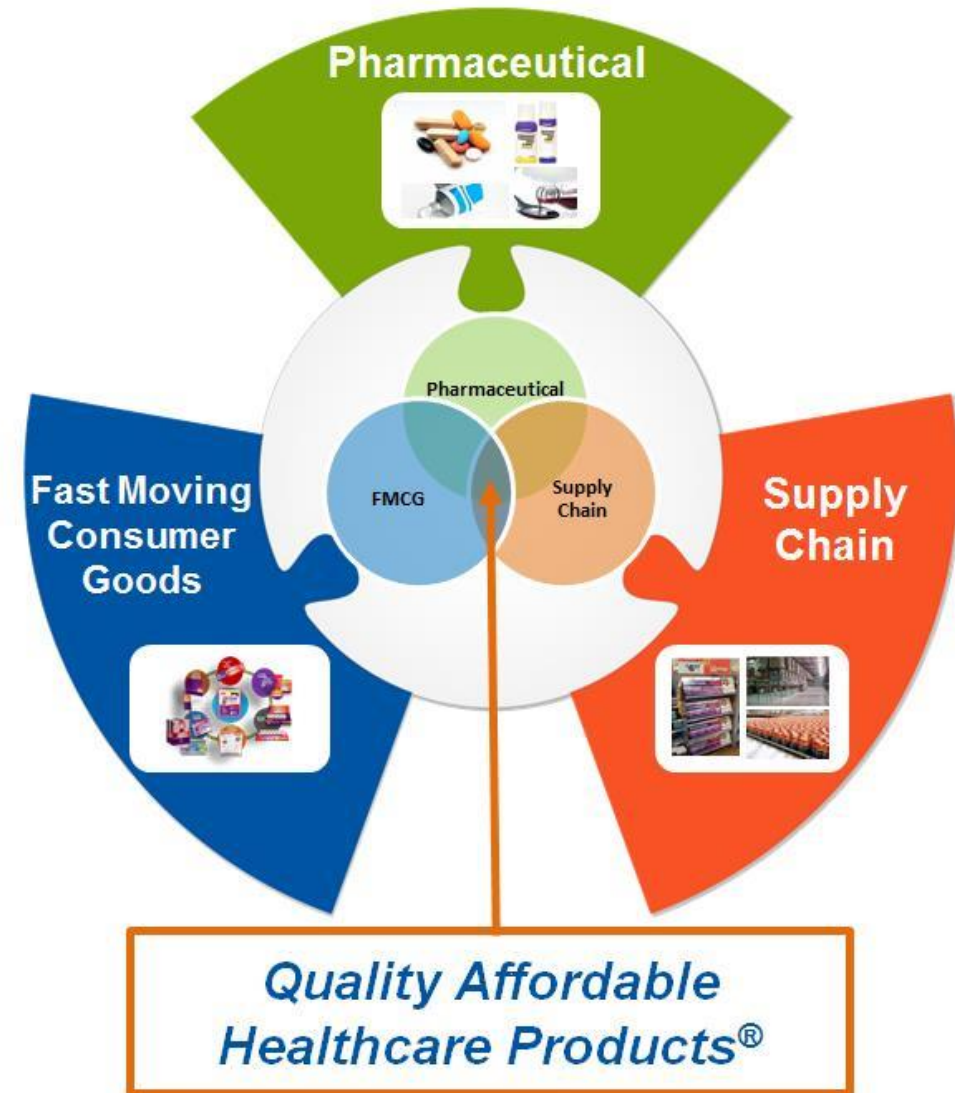 Pharmaceutical
Pharmaceutical
FMCG
Supply
Chain
Fast Moving
Consumer
Goods
Supply
Chain
Quality Affordable
Healthcare Products®